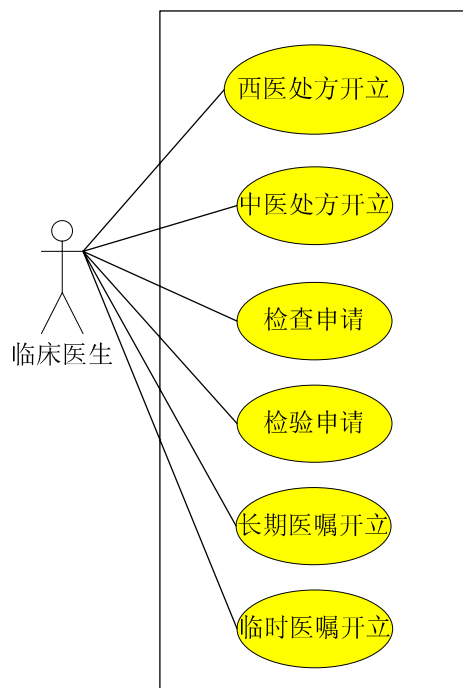 西医处方开立
中医处方开立
检查申请
临床医生
检验申请
长期医嘱开立
临时医嘱开立